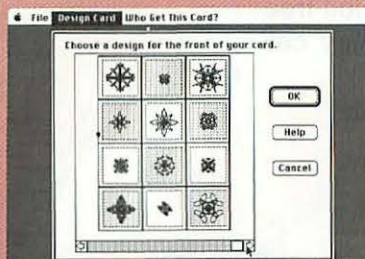 File Design Card Who Get This Card?
Choose a design for the front of your card.
OK
Help
Cancel